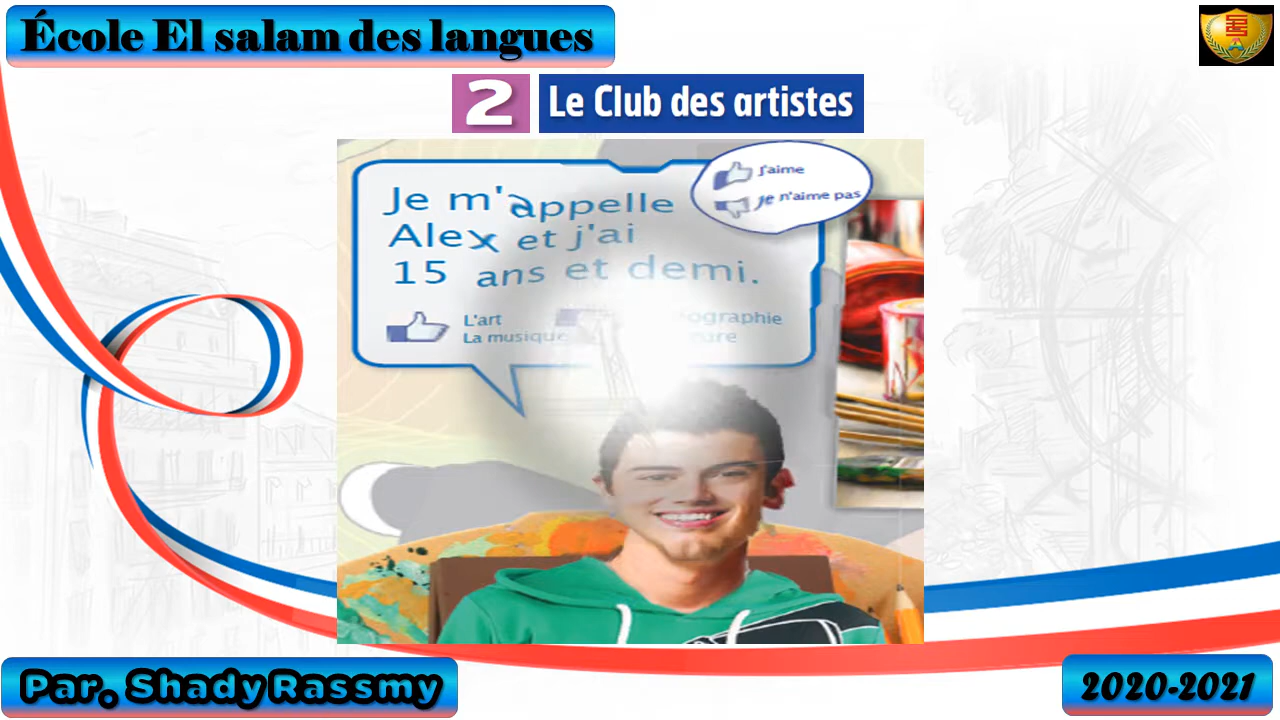 École El salam des langues
2 Le Club des artistes
J'aime
Je n'aime pas
Je m'appelle
Alex et j'ai
15 ans et demi.
L'art
La musique
Par. Shady Rassmy
2020-2021